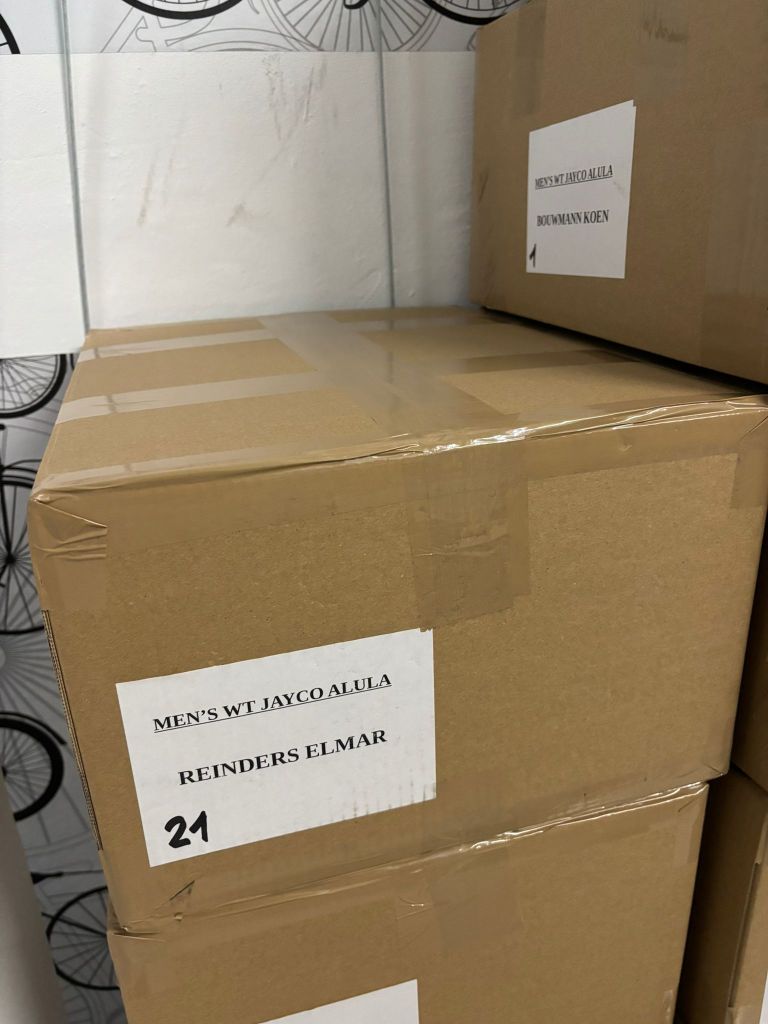 MEN'S WT JAYCO ALULA
BOUWMANN KOEN
1
MEN'S WT JAYCO ALULA
REINDERS ELMAR
21